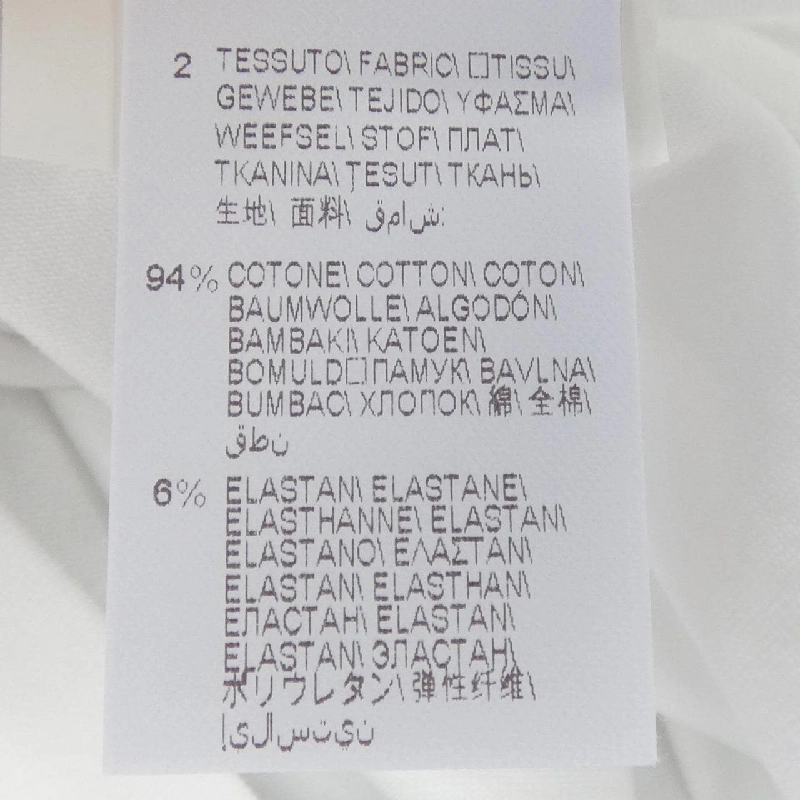 2 TESSUTO\ FABRIC\ □TISSU\
GEWEBE\ TEJIDO\ ΥΦΑΣΜΑ\
WEEFSEL\ STOF\ ПЛАТ\
TKANINA\ ŢESUT\ ТКАНЬ\
生地\ 面料\ قماش:
94% COTONE\ COTTON\ COTON\
BAUMWOLLE\ ALGODÓN\
BAMBAKI\ KATOEN\
BOMULD□ ПАМУК\ BAVLNA\
BUMBAC\ ХЛОПОК\ 綿\ 全棉\
قطن
6% ELASTAN\ ELASTANE\
ELASTHANNE\ ELASTAN\
ELASTANO\ ΕΛΑΣΤΑΝ\
ELASTAN\ ELASTHAN\
ЕЛАСТАН\ ELASTAN\
ELASTAN\ ЭЛАСТАН\
ポリウレタン\ 弹性纤维\
إيلاستين